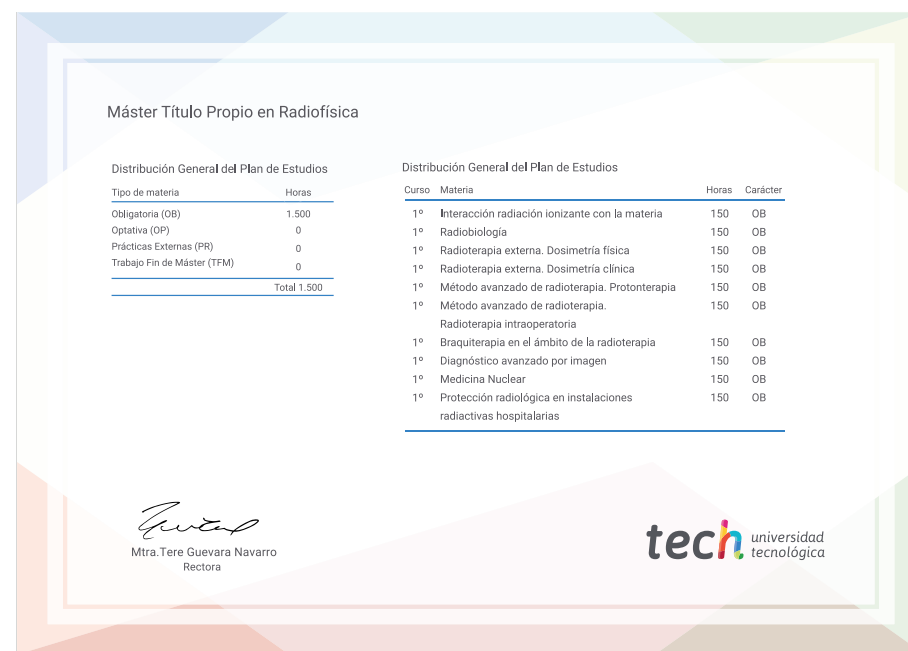 Máster Título Propio en Radiofísica
Distribución General del Plan de Estudios
Tipo de materia Horas
Obligatoria (OB) 1.500
Optativa (OP) 0
Prácticas Externas (PR) 0
Trabajo Fin de Máster (TFM) 0
Total 1.500
Distribución General del Plan de Estudios
Curso Materia Horas Carácter
1º Interacción radiación ionizante con la materia 150 OB
1º Radiobiología 150 OB
1º Radioterapia externa. Dosimetría física 150 OB
1º Radioterapia externa. Dosimetría clínica 150 OB
1º Método avanzado de radioterapia. Protonterapia 150 OB
1º Método avanzado de radioterapia. 150 OB
Radioterapia intraoperatoria
1º Braquiterapia en el ámbito de la radioterapia 150 OB
1º Diagnóstico avanzado por imagen 150 OB
1º Medicina Nuclear 150 OB
1º Protección radiológica en instalaciones 150 OB
radiactivas hospitalarias
Mtra.Tere Guevara Navarro
Rectora
tech universidad
tecnológica